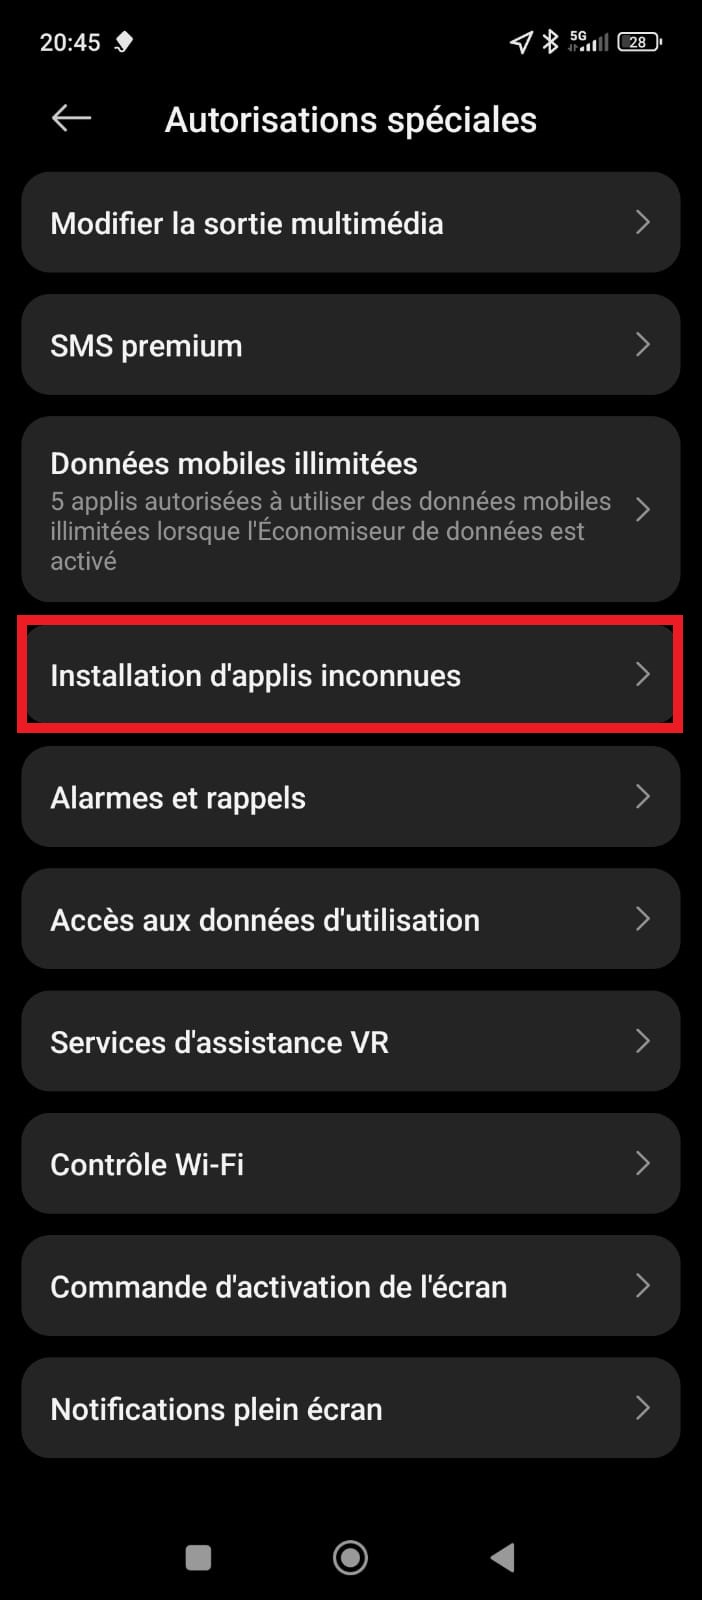 20:45 5G 28
Autorisations spéciales
Modifier la sortie multimédia
SMS premium
Données mobiles illimitées
5 applis autorisées à utiliser des données mobiles
illimitées lorsque l'Économiseur de données est
activé
Installation d'applis inconnues
Alarmes et rappels
Accès aux données d'utilisation
Services d'assistance VR
Contrôle Wi-Fi
Commande d'activation de l'écran
Notifications plein écran